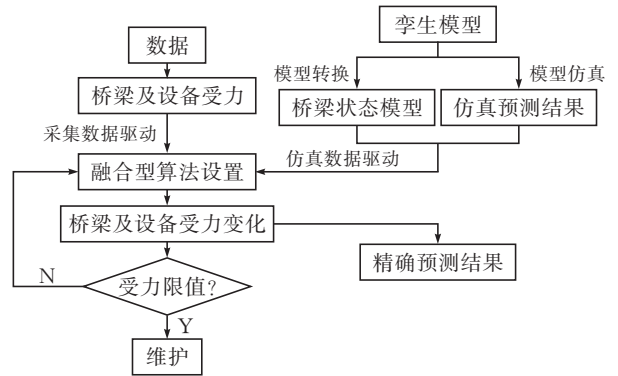 孪生模型
数据
模型转换
模型仿真
桥梁及设备受力
桥梁状态模型
仿真预测结果
采集数据驱动
仿真数据驱动
融合型算法设置
桥梁及设备受力变化
精确预测结果
N
受力限值?
Y
维护